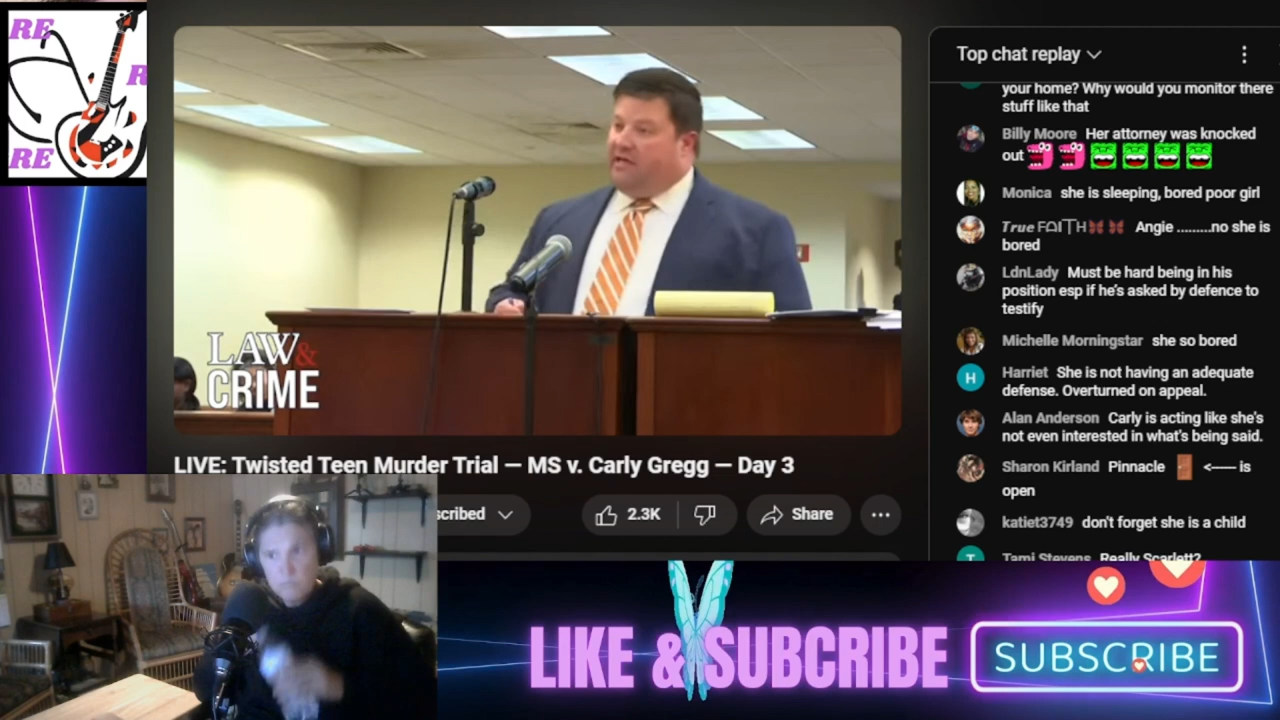 RE
R
RE
LAW&
CRIME
LIVE: Twisted Teen Murder Trial — MS v. Carly Gregg — Day 3
scribed
2.3K
Share
Top chat replay
your home? Why would you monitor there
stuff like that
Billy Moore Her attorney was knocked
out
Monica she is sleeping, bored poor girl
True FAITH Angie .........no she is
bored
LdnLady Must be hard being in his
position esp if he's asked by defence to
testify
Michelle Morningstar she so bored
H
Harriet She is not having an adequate
defense. Overturned on appeal.
Alan Anderson Carly is acting like she's
not even interested in what's being said.
Sharon Kirland Pinnacle <----- is
open
katiet3749 don't forget she is a child
T
Tami Stevens Really Scarlett?
LIKE & SUBCRIBE
SUBSCRIBE